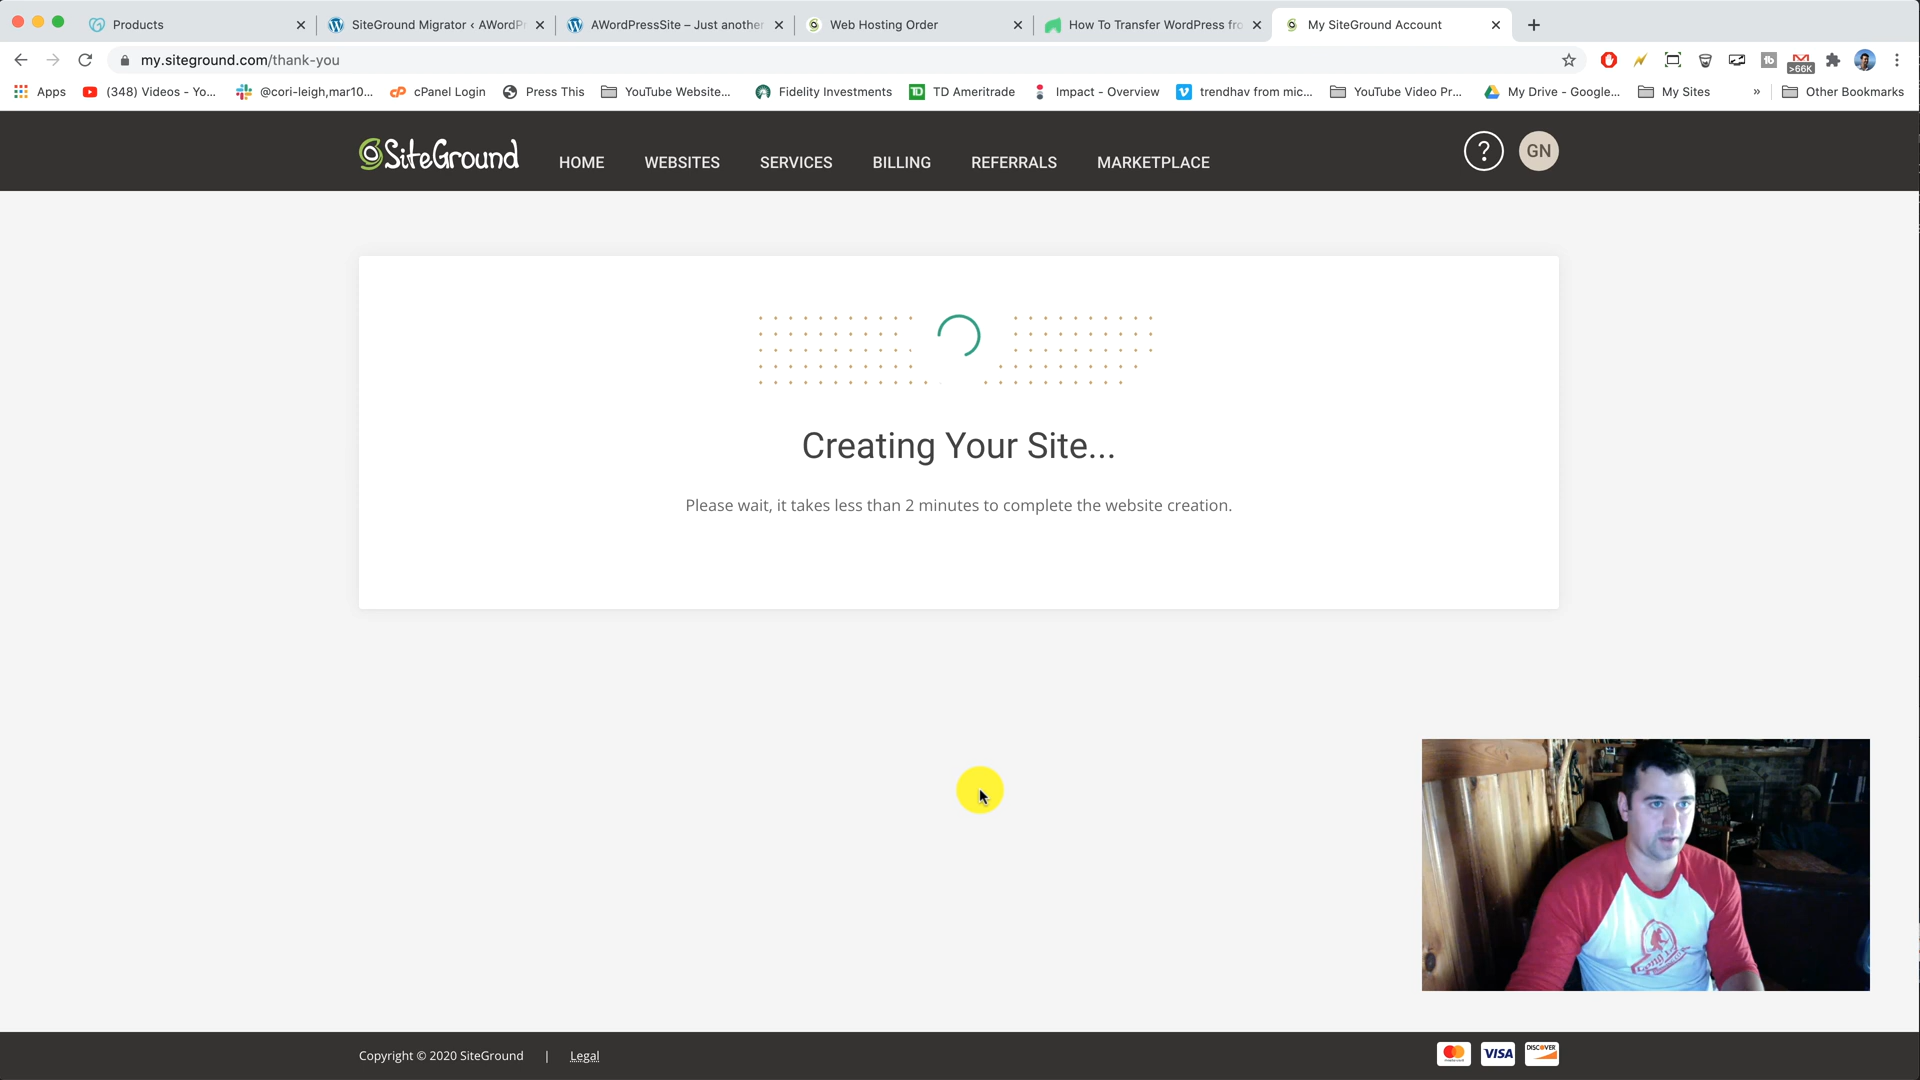 Products
SiteGround Migrator ‹ AWordPr
AWordPressSite – Just another
Web Hosting Order
How To Transfer WordPress fro
My SiteGround Account
my.siteground.com/thank-you
>66K
Apps
(348) Videos - Yo...
@cori-leigh,mar10...
cPanel Login
Press This
YouTube Website...
Fidelity Investments
TD Ameritrade
Impact - Overview
trendhav from mic...
YouTube Video Pr...
My Drive - Google...
My Sites
»
Other Bookmarks
SiteGround
HOME
WEBSITES
SERVICES
BILLING
REFERRALS
MARKETPLACE
?
GN
Creating Your Site...
Please wait, it takes less than 2 minutes to complete the website creation.
Copyright © 2020 SiteGround | Legal
VISA
DISCOVER